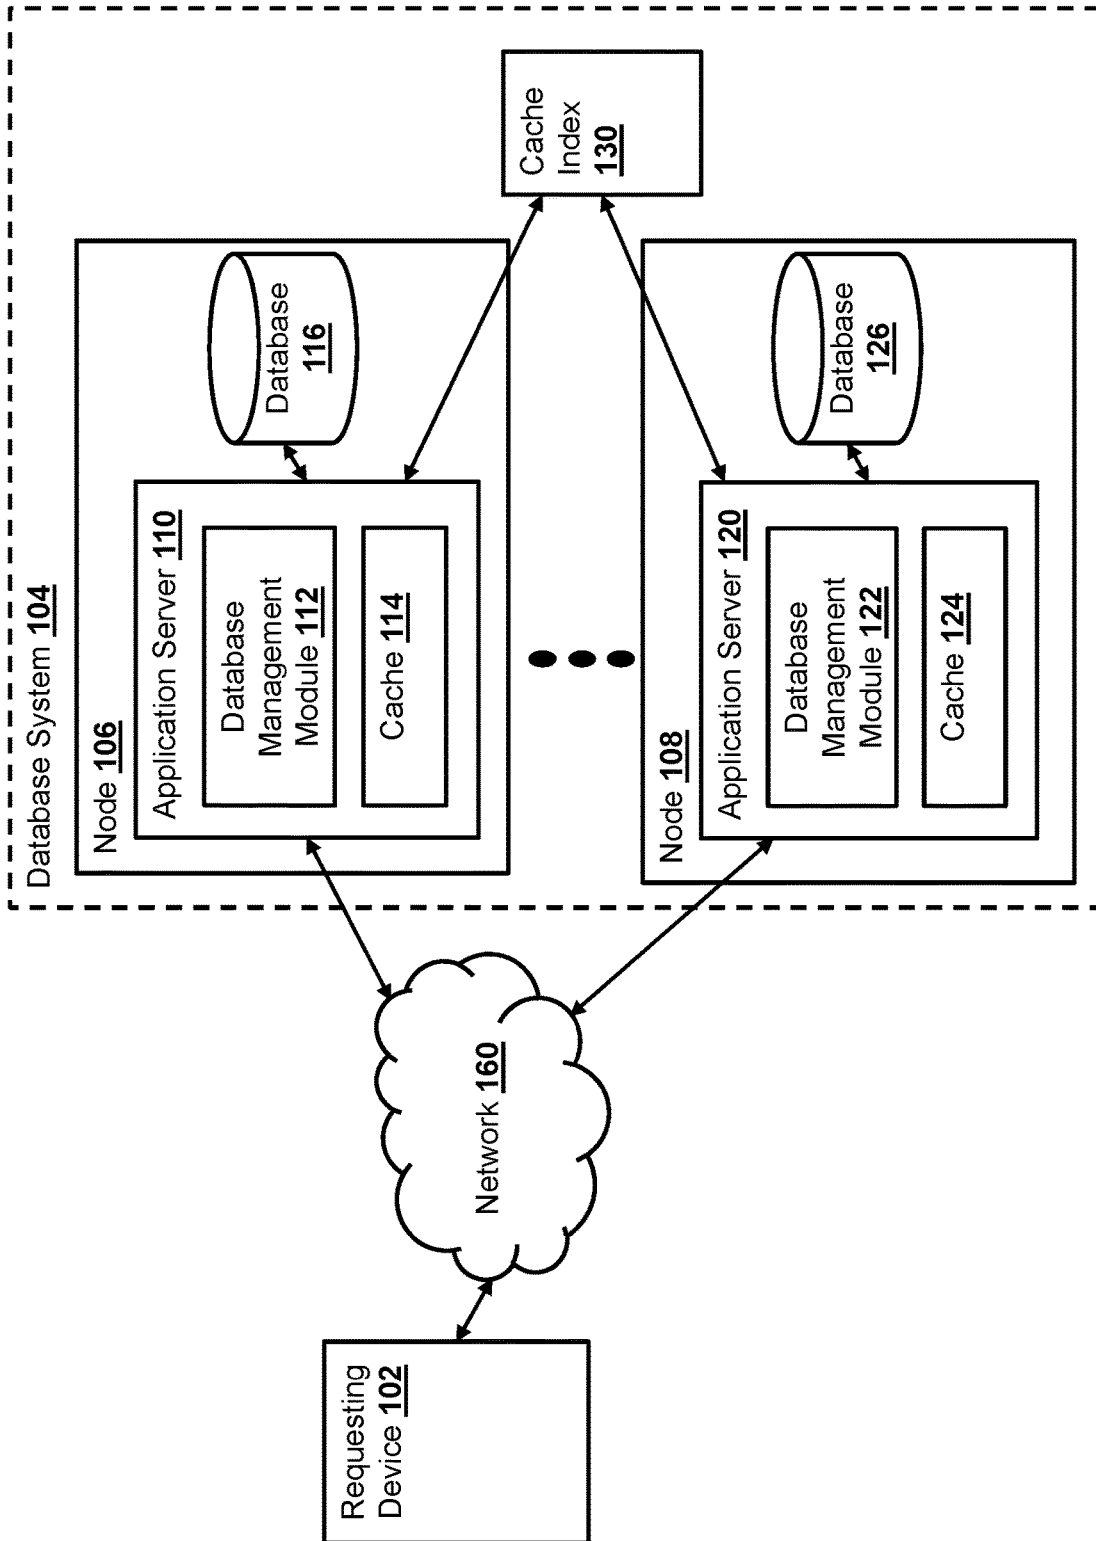 Database System 104
Node 106
Application Server 110
Database
Management
Module 112
Cache 114
Database
116
Node 108
Application Server 120
Database
Management
Module 122
Cache 124
Database
126
Cache
Index
130
Network 160
Requesting
Device 102